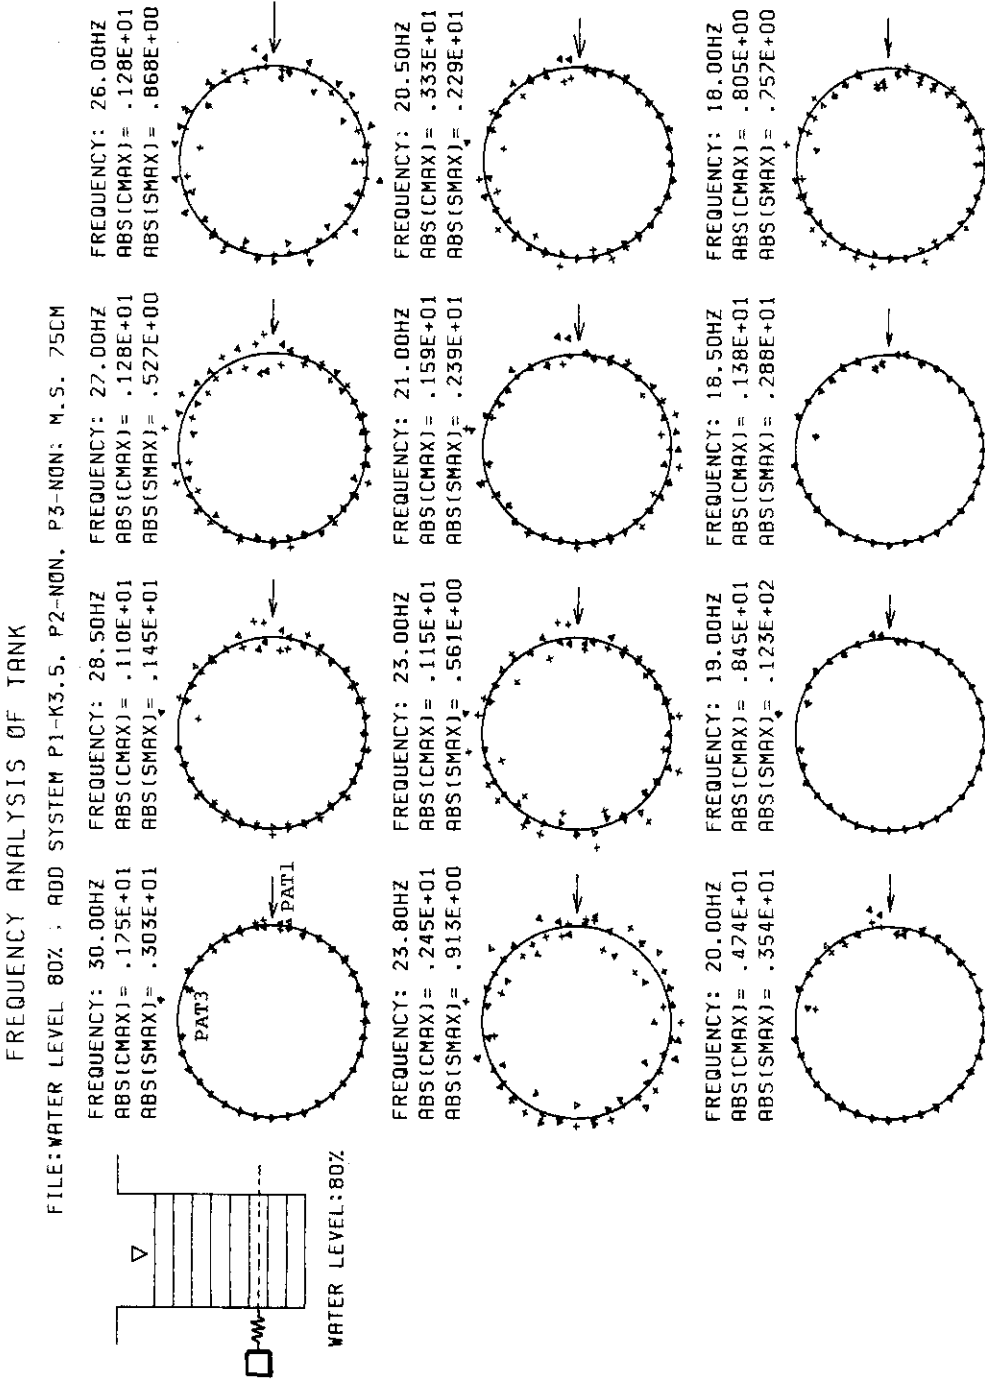 FREQUENCY ANALYSIS OF TANK
FILE:WATER LEVEL 80% ; ADD SYSTEM P1-K3.5, P2-NON, P3-NON; M.S. 75CM
WATER LEVEL:80%
FREQUENCY: 30.00HZ
ABS(CMAX)= .175E+01
ABS(SMAX)= .303E+01
PAT3
PAT1
FREQUENCY: 28.50HZ
ABS(CMAX)= .110E+01
ABS(SMAX)= .145E+01
FREQUENCY: 27.00HZ
ABS(CMAX)= .128E+01
ABS(SMAX)= .527E+00
FREQUENCY: 26.00HZ
ABS(CMAX)= .128E+01
ABS(SMAX)= .868E+00
FREQUENCY: 23.80HZ
ABS(CMAX)= .245E+01
ABS(SMAX)= .913E+00
FREQUENCY: 23.00HZ
ABS(CMAX)= .115E+01
ABS(SMAX)= .561E+00
FREQUENCY: 21.00HZ
ABS(CMAX)= .159E+01
ABS(SMAX)= .239E+01
FREQUENCY: 20.50HZ
ABS(CMAX)= .333E+01
ABS(SMAX)= .229E+01
FREQUENCY: 20.00HZ
ABS(CMAX)= .474E+01
ABS(SMAX)= .354E+01
FREQUENCY: 19.00HZ
ABS(CMAX)= .845E+01
ABS(SMAX)= .123E+02
FREQUENCY: 18.50HZ
ABS(CMAX)= .138E+01
ABS(SMAX)= .288E+01
FREQUENCY: 18.00HZ
ABS(CMAX)= .805E+00
ABS(SMAX)= .757E+00